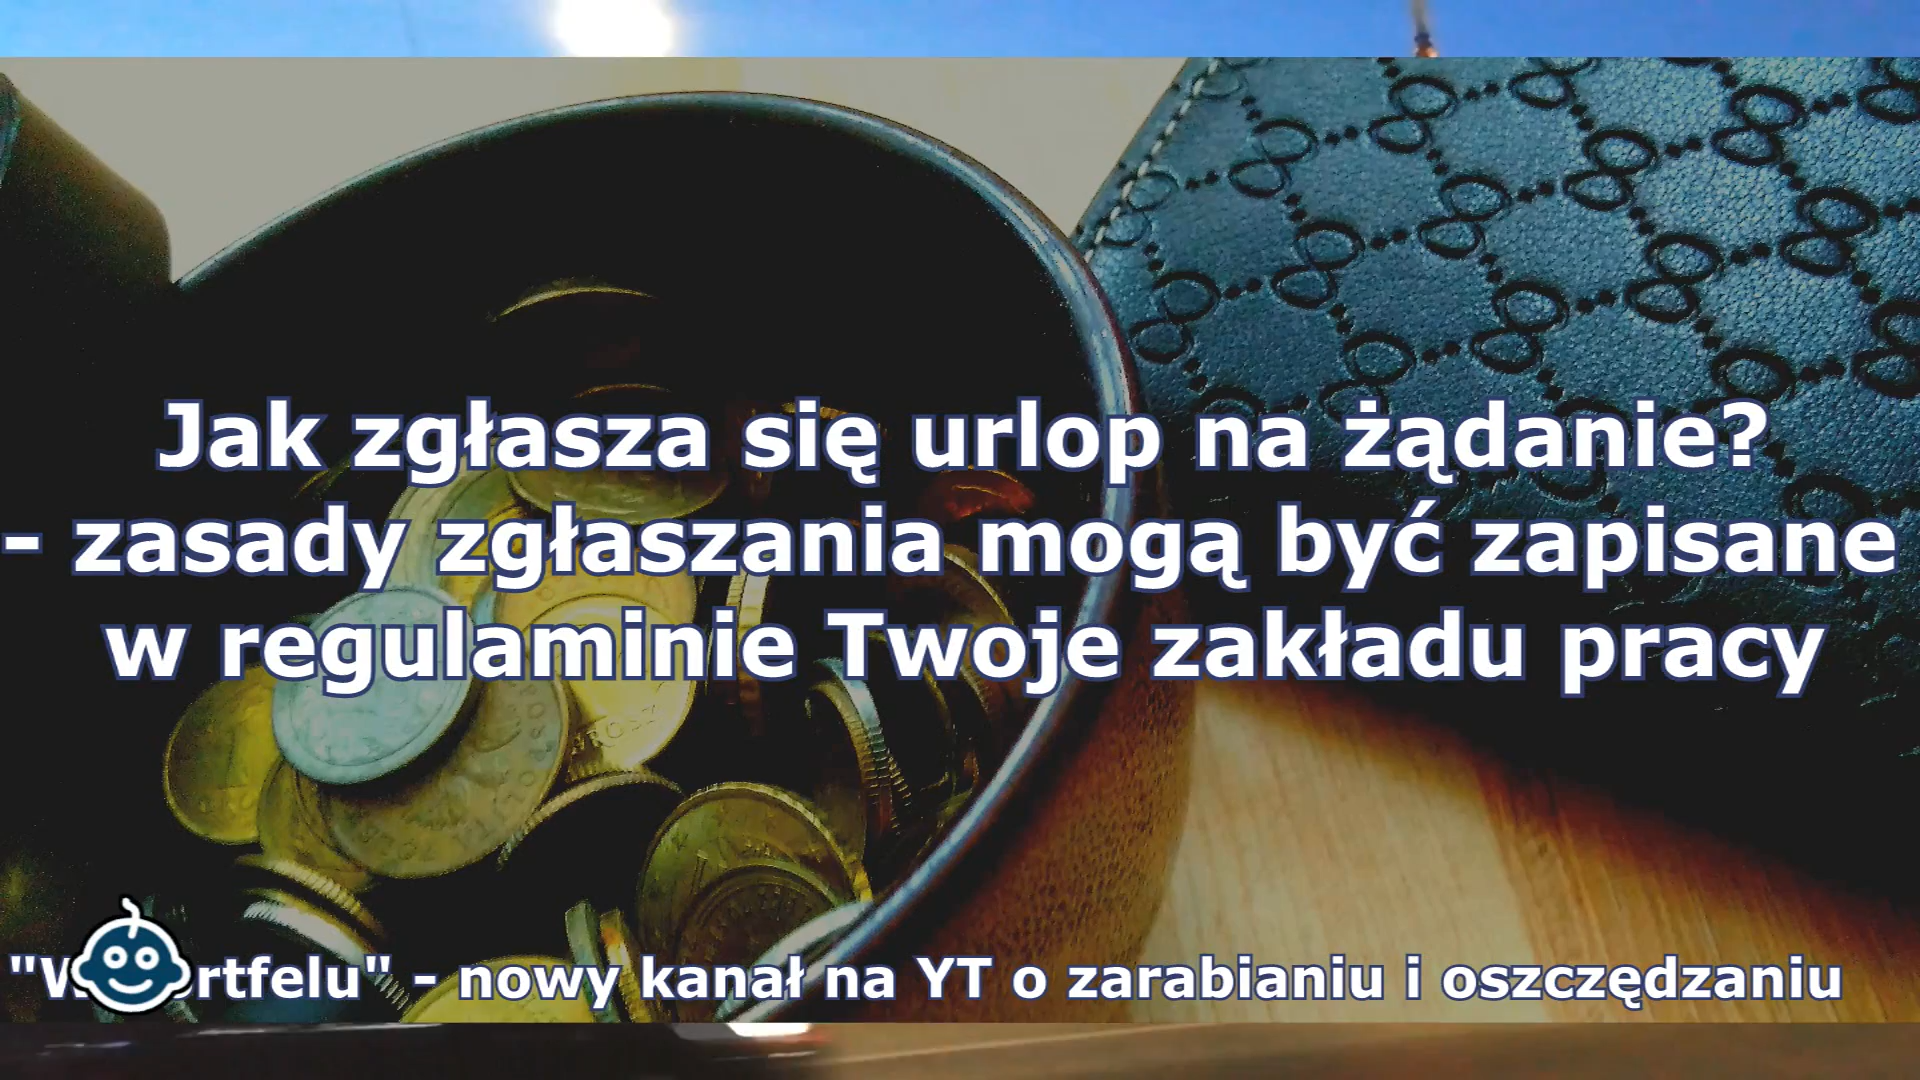 Jak zgłasza się urlop na żądanie?
- zasady zgłaszania mogą być zapisane
w regulaminie Twoje zakładu pracy
- nowy kanał na YT o zarabianiu i oszczędzaniu